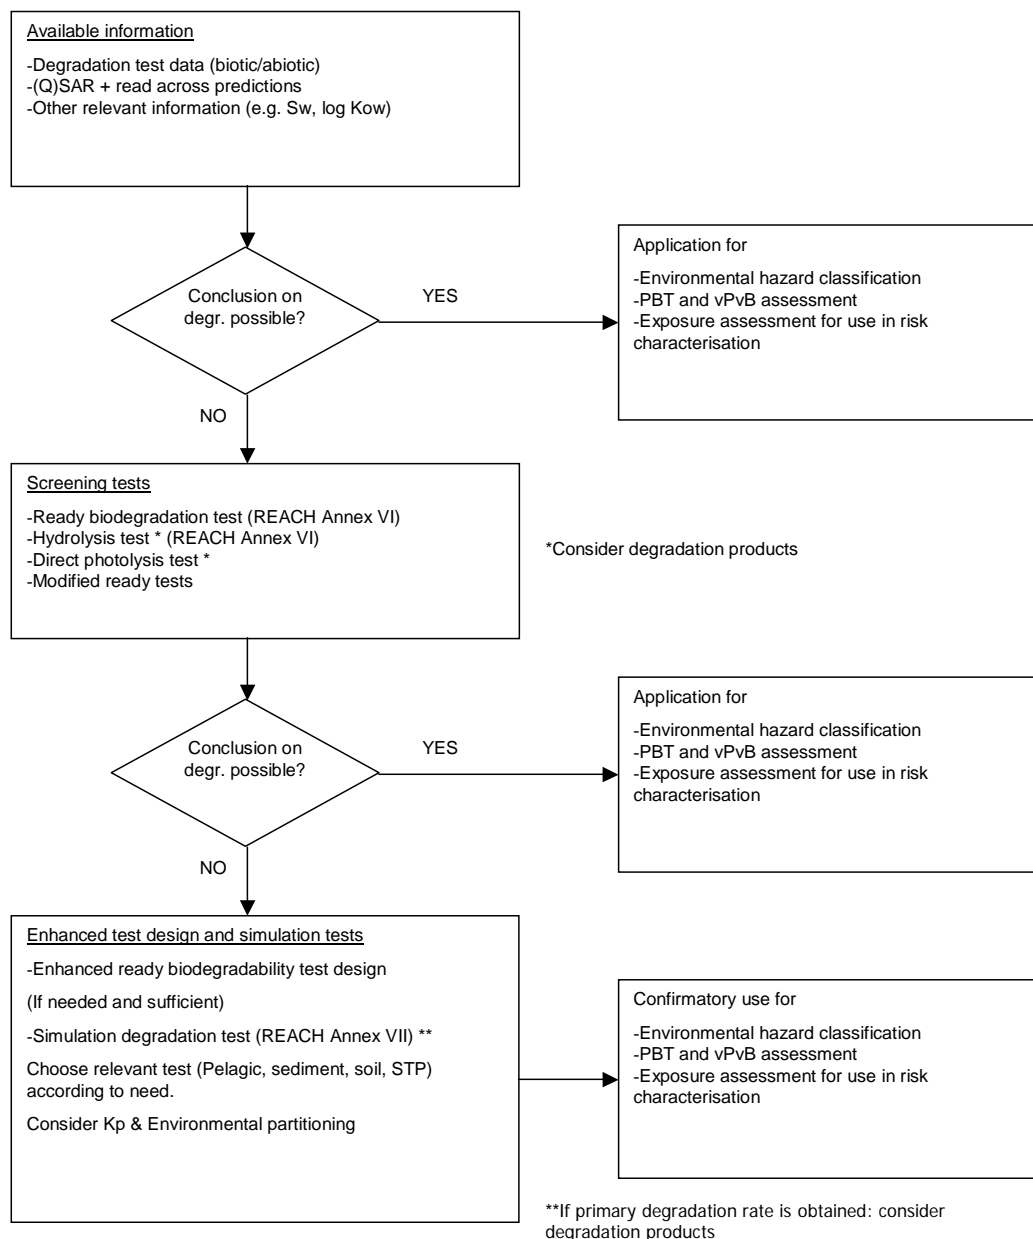 Available information
-Degradation test data (biotic/abiotic)
-(Q)SAR + read across predictions
-Other relevant information (e.g. Sw, log Kow)
Conclusion on
degr. possible?
YES
Application for
-Environmental hazard classification
-PBT and vPvB assessment
-Exposure assessment for use in risk
characterisation
NO
Screening tests
-Ready biodegradation test (REACH Annex VI)
-Hydrolysis test * (REACH Annex VI)
-Direct photolysis test *
-Modified ready tests
*Consider degradation products
Conclusion on
degr. possible?
YES
Application for
-Environmental hazard classification
-PBT and vPvB assessment
-Exposure assessment for use in risk
characterisation
NO
Enhanced test design and simulation tests
-Enhanced ready biodegradability test design
(If needed and sufficient)
-Simulation degradation test (REACH Annex VII) **
Choose relevant test (Pelagic, sediment, soil, STP)
according to need.
Consider Kp & Environmental partitioning
Confirmatory use for
-Environmental hazard classification
-PBT and vPvB assessment
-Exposure assessment for use in risk
characterisation
**If primary degradation rate is obtained: consider
degradation products